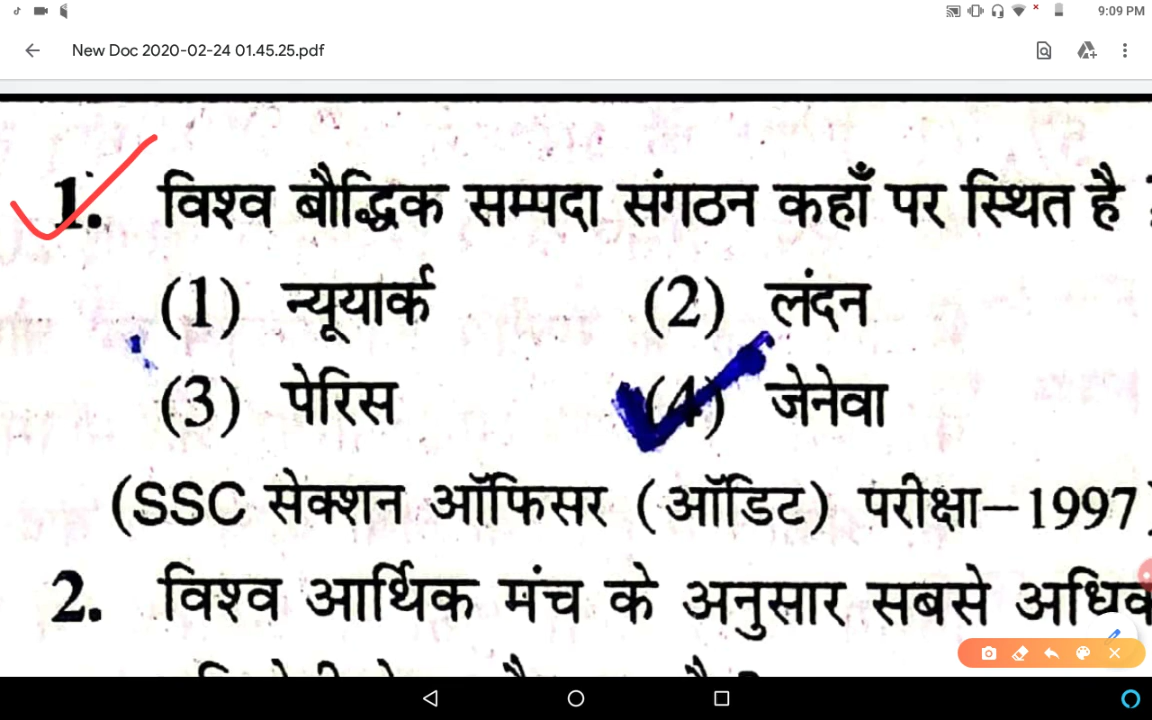 9:09 PM
New Doc 2020-02-24 01.45.25.pdf
1. विश्व बौद्धिक सम्पदा संगठन कहाँ पर स्थित है ?
(1) न्यूयार्क (2) लंदन
(3) पेरिस (4) जेनेवा
(SSC सेक्शन ऑफिसर (ऑडिट) परीक्षा–1997)
2. विश्व आर्थिक मंच के अनुसार सबसे